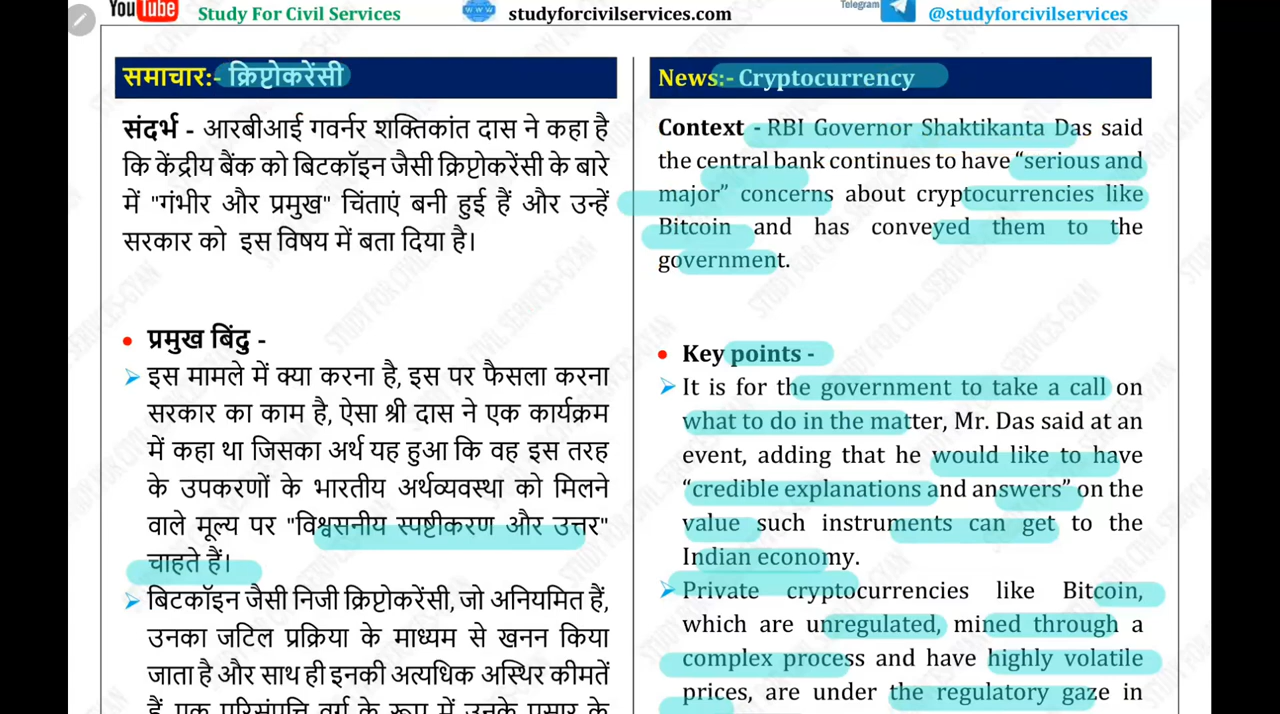 YouTube Study For Civil Services
www studyforcivilservices.com
Telegram @studyforcivilservices
समाचार:- क्रिप्टोकरेंसी
संदर्भ - आरबीआई गवर्नर शक्तिकांत दास ने कहा है
कि केंद्रीय बैंक को बिटकॉइन जैसी क्रिप्टोकरेंसी के बारे
में "गंभीर और प्रमुख" चिंताएं बनी हुई हैं और उन्हें
सरकार को इस विषय में बता दिया है।
• प्रमुख बिंदु -
➢ इस मामले में क्या करना है, इस पर फैसला करना
सरकार का काम है, ऐसा श्री दास ने एक कार्यक्रम
में कहा था जिसका अर्थ यह हुआ कि वह इस तरह
के उपकरणों के भारतीय अर्थव्यवस्था को मिलने
वाले मूल्य पर "विश्वसनीय स्पष्टीकरण और उत्तर"
चाहते हैं।
➢ बिटकॉइन जैसी निजी क्रिप्टोकरेंसी, जो अनियमित हैं,
उनका जटिल प्रक्रिया के माध्यम से खनन किया
जाता है और साथ ही इनकी अत्यधिक अस्थिर कीमतें
हैं, एक परिसंपत्ति वर्ग के रूप में उनके प्रसार के
News:- Cryptocurrency
Context - RBI Governor Shaktikanta Das said
the central bank continues to have “serious and
major” concerns about cryptocurrencies like
Bitcoin and has conveyed them to the
government.
• Key points -
➢ It is for the government to take a call on
what to do in the matter, Mr. Das said at an
event, adding that he would like to have
“credible explanations and answers” on the
value such instruments can get to the
Indian economy.
➢ Private cryptocurrencies like Bitcoin,
which are unregulated, mined through a
complex process and have highly volatile
prices, are under the regulatory gaze in